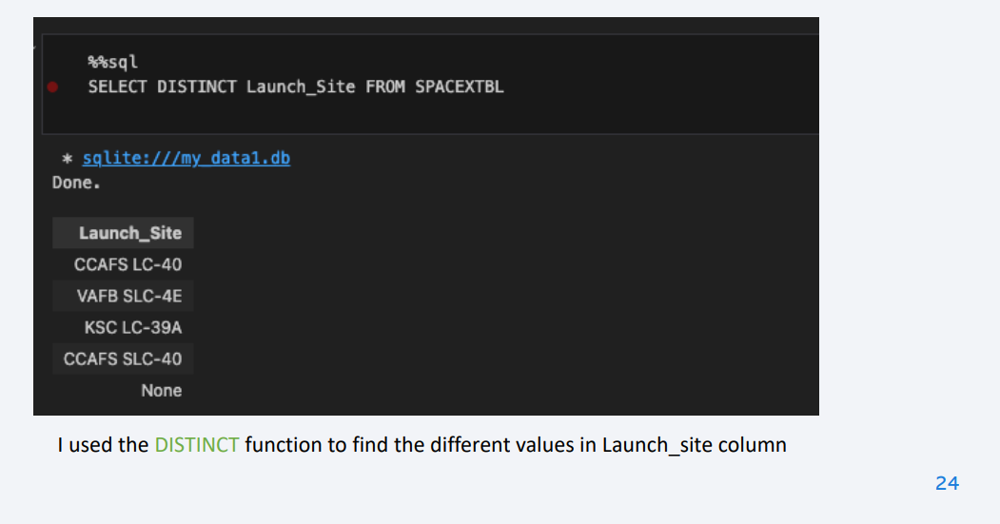 %%sql
SELECT DISTINCT Launch_Site FROM SPACEXTBL
* sqlite:///my_data1.db
Done.
Launch_Site
CCAFS LC-40
VAFB SLC-4E
KSC LC-39A
CCAFS SLC-40
None
I used the DISTINCT function to find the different values in Launch_site column
24